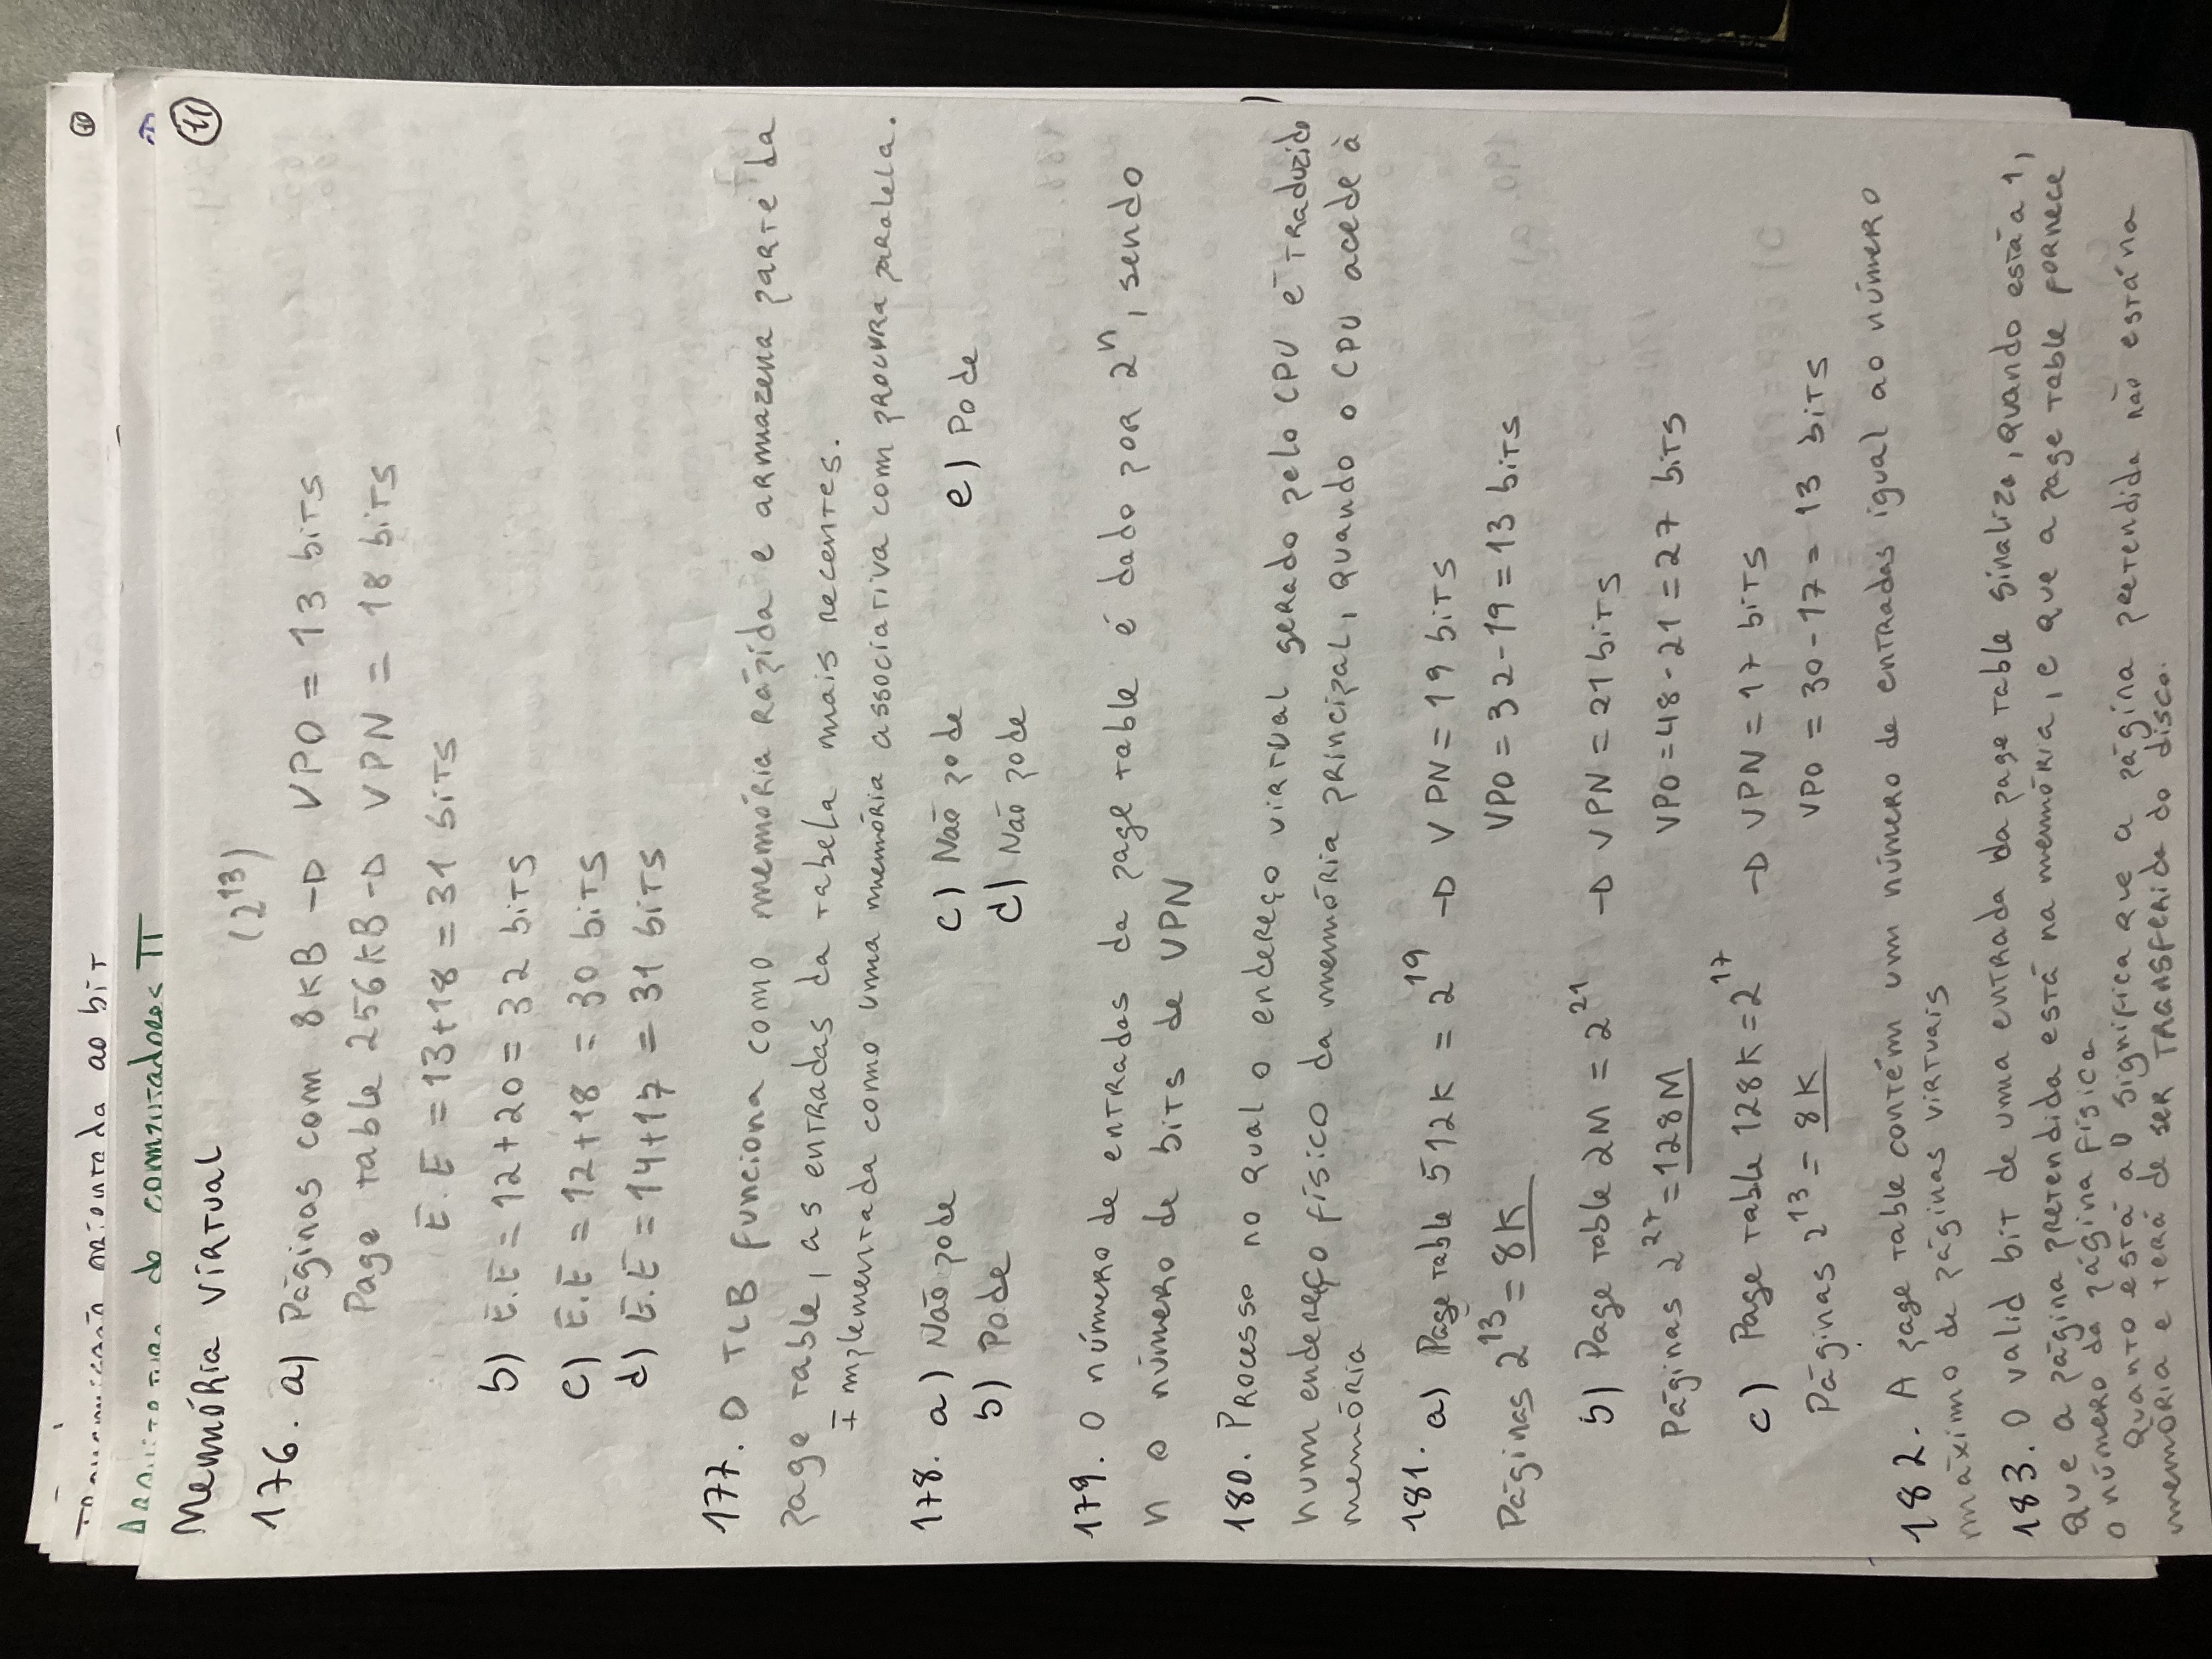 Transmissão orientada ao bit
10
Arquitetura de computadores II
Memória virtual
11
(2^13)
176. a) Páginas com 8KB → VPO = 13 bits
Page table 256KB → VPN = 18 bits
E.E = 13+18 = 31 bits
b) E.E = 12+20 = 32 bits
c) E.E = 12+18 = 30 bits
d) E.E = 14+17 = 31 bits
177. O TLB funciona como memória rápida e armazena parte da
page table, as entradas da tabela mais recentes.
Implementada como uma memória associativa com procura paralela.
178. a) Não pode c) Não pode e) Pode
b) Pode d) Não pode
179. O número de entradas da page table é dado por 2^n, sendo
n o número de bits de VPN
180. Processo no qual o endereço virtual gerado pelo CPU é traduzido
num endereço físico da memória principal, quando o CPU acede à
memória
181. a) Page table 512K = 2^19 → VPN = 19 bits
Páginas 2^13 = 8K VPO = 32-19 = 13 bits
b) Page table 2M = 2^21 → VPN = 21 bits
Páginas 2^27 = 128M VPO = 48-21 = 27 bits
c) Page table 128K = 2^17 → VPN = 17 bits
Páginas 2^13 = 8K VPO = 30-17 = 13 bits
182. A page table contém um número de entradas igual ao número
máximo de páginas virtuais
183. O valid bit de uma entrada da page table sinaliza, quando está a 1,
que a página pretendida está na memória, e que a page table fornece
o número da página física
Quanto está a 0 significa que a página pretendida não está na
memória e terá de ser transferida do disco.